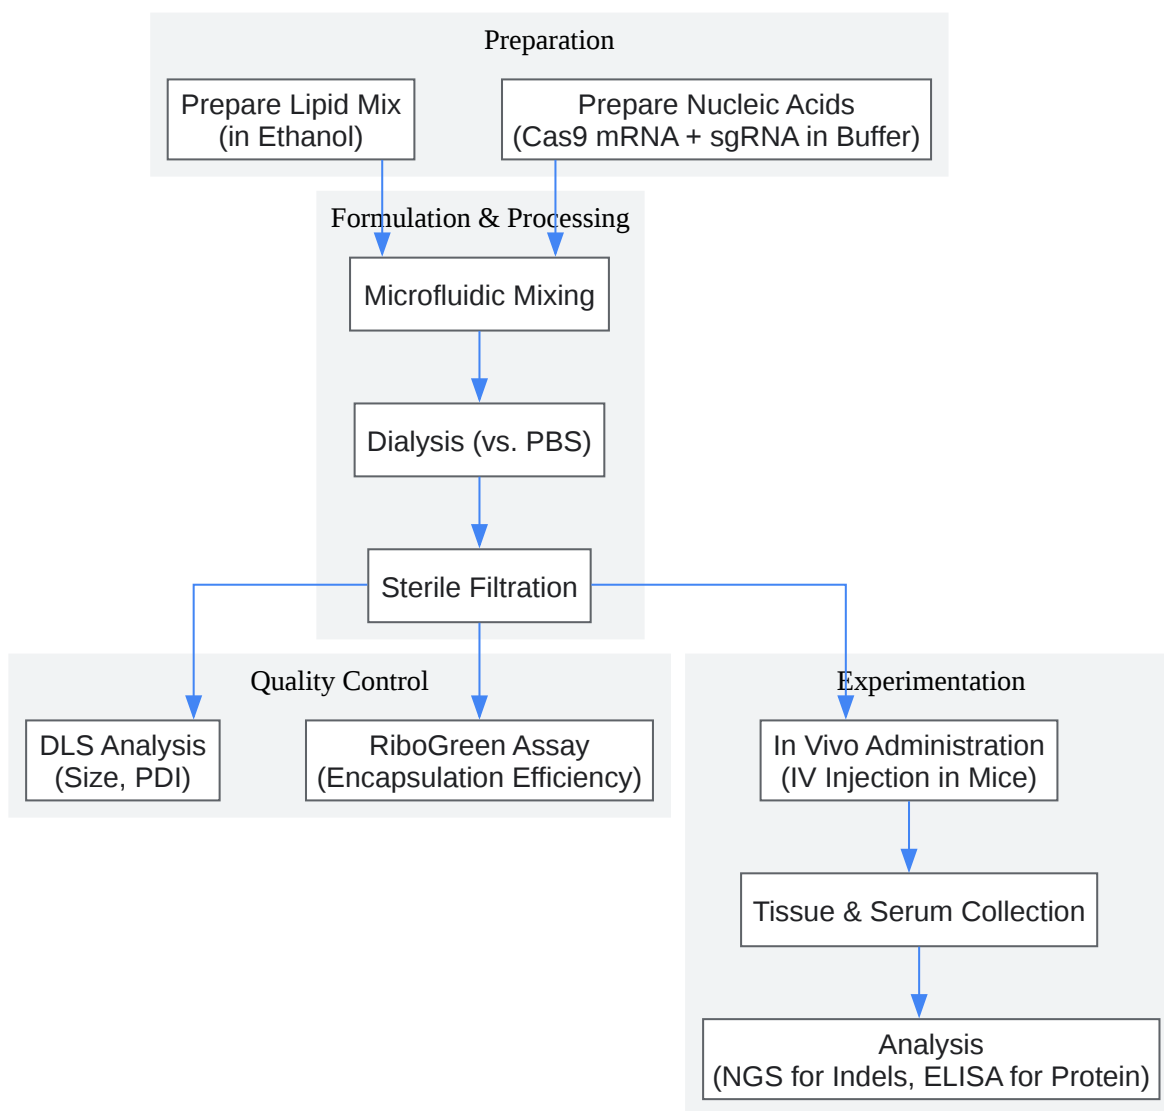 Preparation
Prepare Lipid Mix
(in Ethanol)
Prepare Nucleic Acids
(Cas9 mRNA + sgRNA in Buffer)
Formulation & Processing
Microfluidic Mixing
Dialysis (vs. PBS)
Sterile Filtration
Quality Control
DLS Analysis
(Size, PDI)
RiboGreen Assay
(Encapsulation Efficiency)
Experimentation
In Vivo Administration
(IV Injection in Mice)
Tissue & Serum Collection
Analysis
(NGS for Indels, ELISA for Protein)